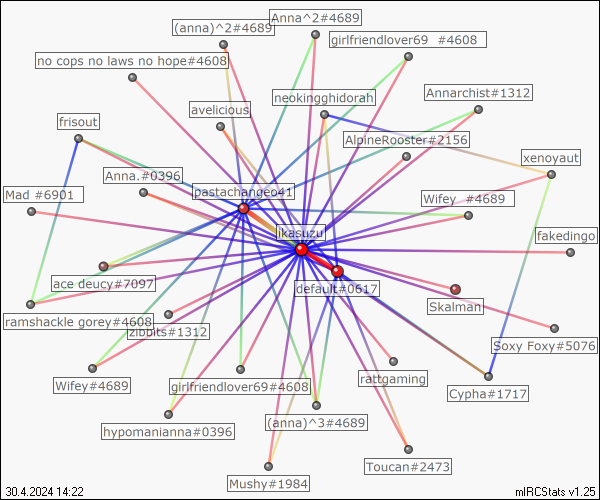 (anna)^2#4689
Anna^2#4689
girlfriendlover69 #4608
no cops no laws no hope#4608
avelicious
neokingghidorah
Annarchist#1312
frisout
AlpineRooster#2156
xenoyaut
Anna.#0396
pastachangeo41
Mad #6901
Wifey #4689
ikasuzu
fakedingo
ace deucy#7097
default#0617
Skalman
ramshackle gorey#4608
zibbits#1312
Soxy Foxy#5076
Wifey#4689
girlfriendlover69#4608
rattgaming
Cypha#1717
hypomanianna#0396
(anna)^3#4689
Toucan#2473
Mushy#1984
30.4.2024 14:22
mIRCStats v1.25